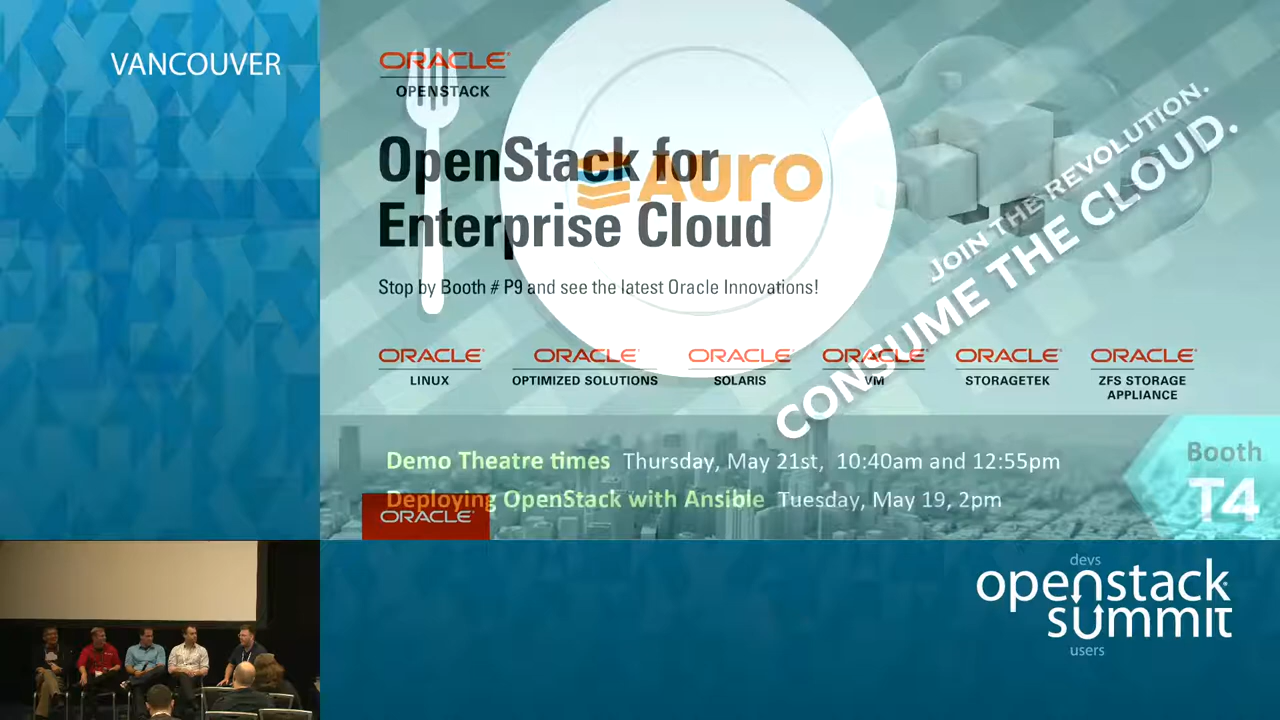 VANCOUVER
ORACLE
OPENSTACK
OpenStack for
Enterprise Cloud
AURO
Stop by Booth # P9 and see the latest Oracle Innovations!
JOIN THE REVOLUTION.
CONSUME THE CLOUD.
ORACLE LINUX
ORACLE OPTIMIZED SOLUTIONS
ORACLE SOLARIS
ORACLE VM
ORACLE STORAGETEK
ORACLE ZFS STORAGE APPLIANCE
Demo Theatre times Thursday, May 21st, 10:40am and 12:55pm
Deploying OpenStack with Ansible Tuesday, May 19, 2pm
Booth
T4
ORACLE
devs
openstack
summit
users